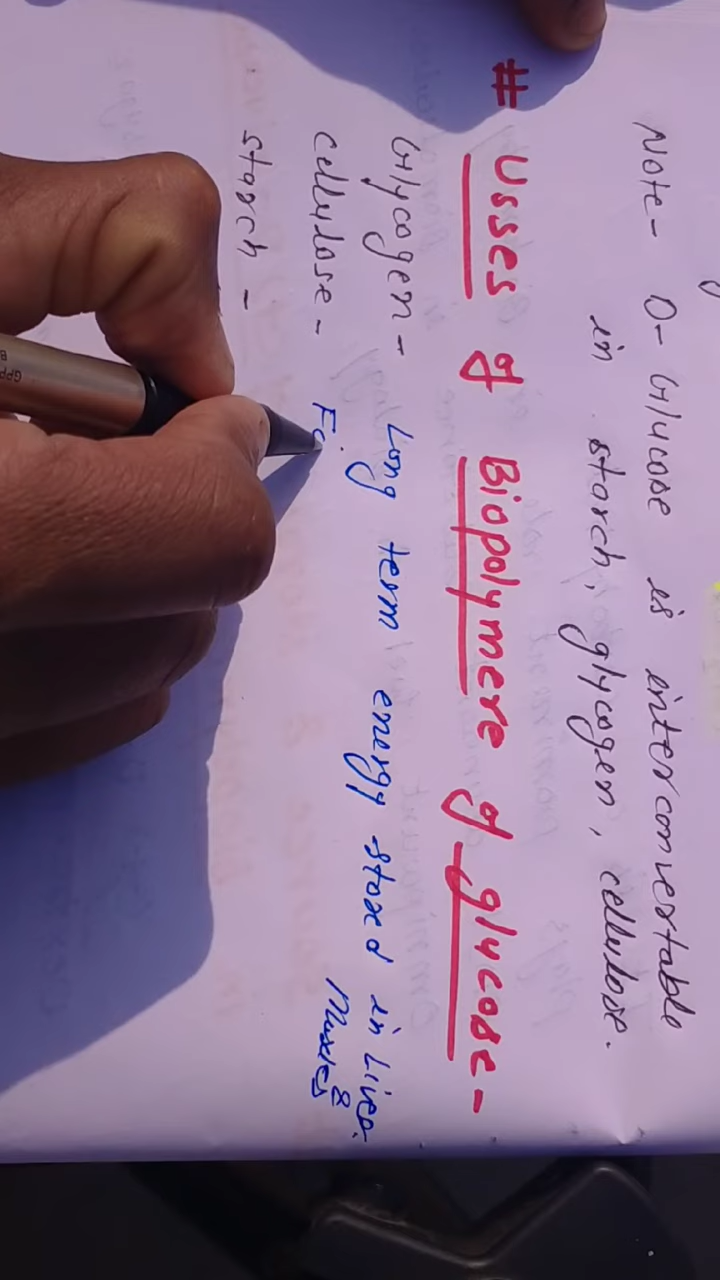 Note- D-Glucose is interconvertable
in starch, glycogen, cellulose.
# Usses of Biopolymere of glucose-
Glycogen- Long term energy stored in Liver
& Muscles
cellulose- Fo
starch -